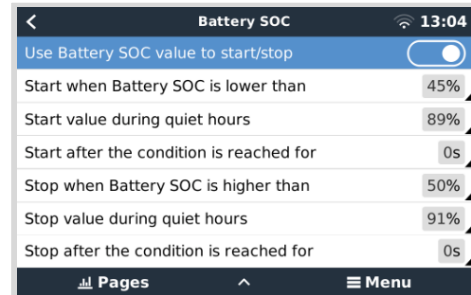 Battery SOC 13:04
Use Battery SOC value to start/stop
Start when Battery SOC is lower than 45%
Start value during quiet hours 89%
Start after the condition is reached for 0s
Stop when Battery SOC is higher than 50%
Stop value during quiet hours 91%
Stop after the condition is reached for 0s
Pages Menu